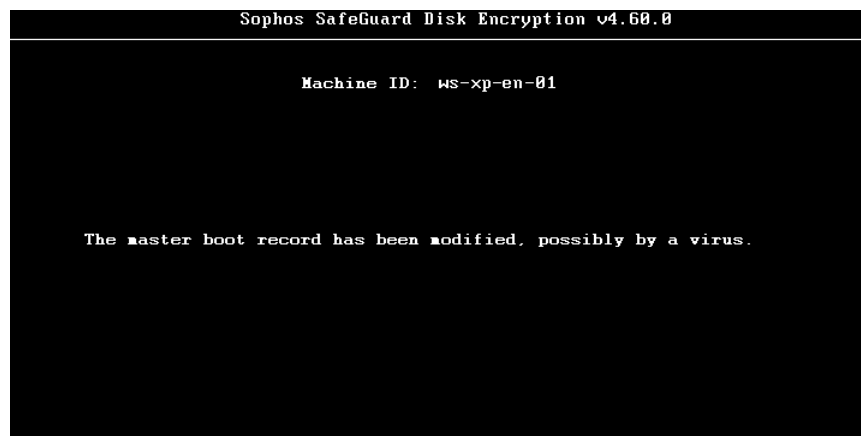 Sophos SafeGuard Disk Encryption v4.60.0
Machine ID: ws-xp-en-01
The master boot record has been modified, possibly by a virus.